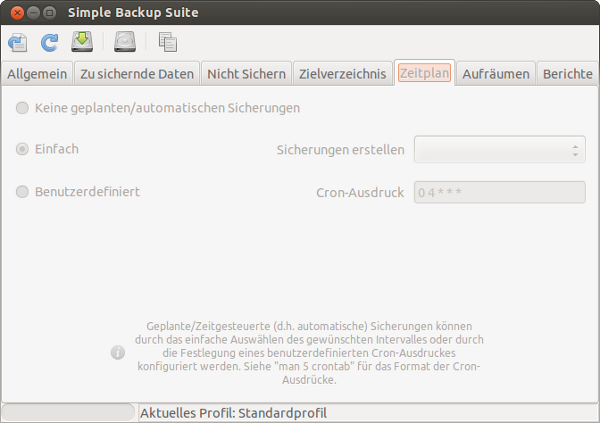 Simple Backup Suite
Allgemein Zu sichernde Daten Nicht Sichern Zielverzeichnis Zeitplan Aufräumen Berichte
Keine geplanten/automatischen Sicherungen
Einfach Sicherungen erstellen
Benutzerdefiniert Cron-Ausdruck 0 4 * * *
Geplante/Zeitgesteuerte (d.h. automatische) Sicherungen können
durch das einfache Auswählen des gewünschten Intervalles oder durch
die Festlegung eines benutzerdefinierten Cron-Ausdruckes
konfiguriert werden. Siehe "man 5 crontab" für das Format der Cron-
Ausdrücke.
Aktuelles Profil: Standardprofil